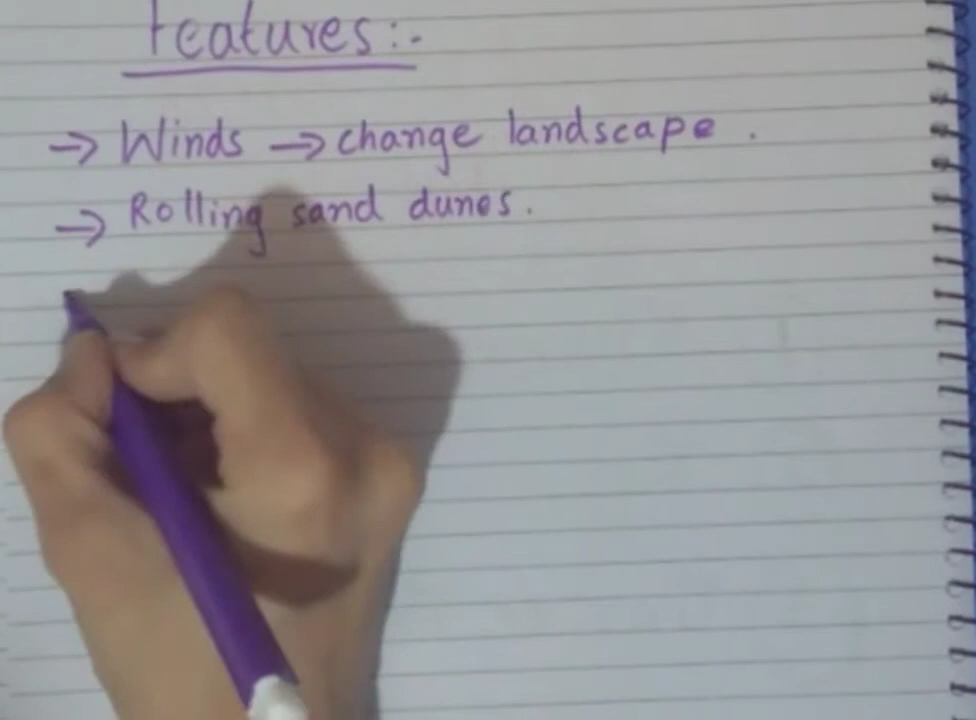 Features:-
→ Winds → change landscape.
→ Rolling sand dunes.